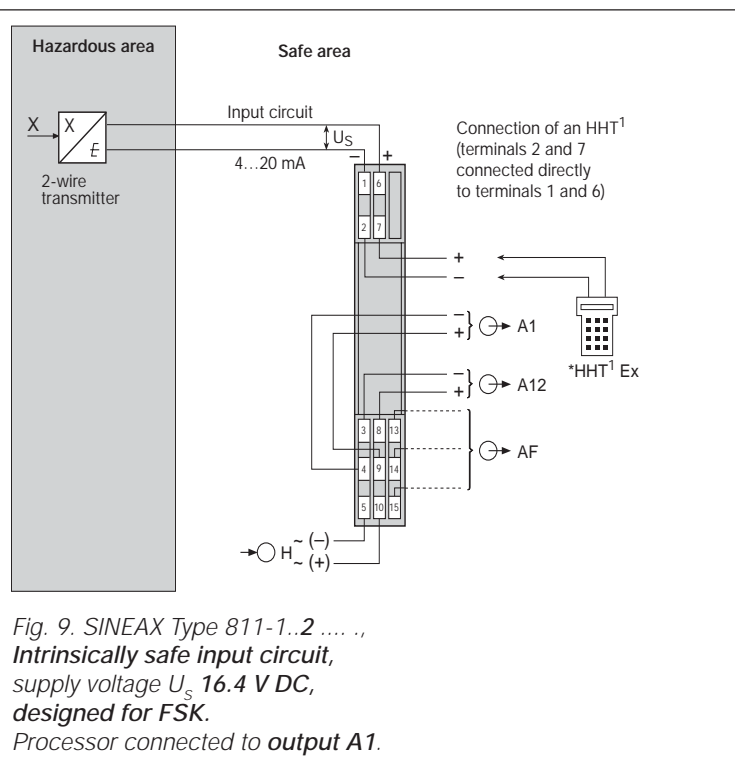 Hazardous area
Safe area
Input circuit
X
X
E
U_S
4…20 mA
2-wire
transmitter
– +
Connection of an HHT¹
(terminals 2 and 7
connected directly
to terminals 1 and 6)
1 6
2 7
+
–
–
+
A1
*HHT¹ Ex
–
+
A12
3 8 13
AF
4 9 14
5 10 15
H ~ (–)
~ (+)
Fig. 9. SINEAX Type 811-1..2 .... .,
Intrinsically safe input circuit,
supply voltage U_S 16.4 V DC,
designed for FSK.
Processor connected to output A1.